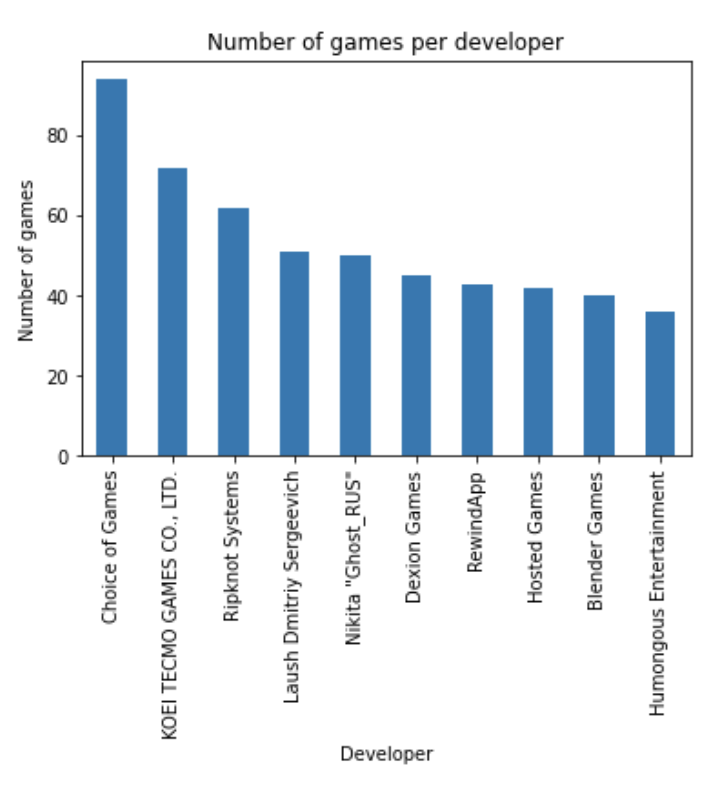 Number of games per developer
Number of games
80
60
40
20
0
Choice of Games
KOEI TECMO GAMES CO., LTD.
Ripknot Systems
Laush Dmitriy Sergeevich
Nikita "Ghost_RUS"
Dexion Games
RewindApp
Hosted Games
Blender Games
Humongous Entertainment
Developer